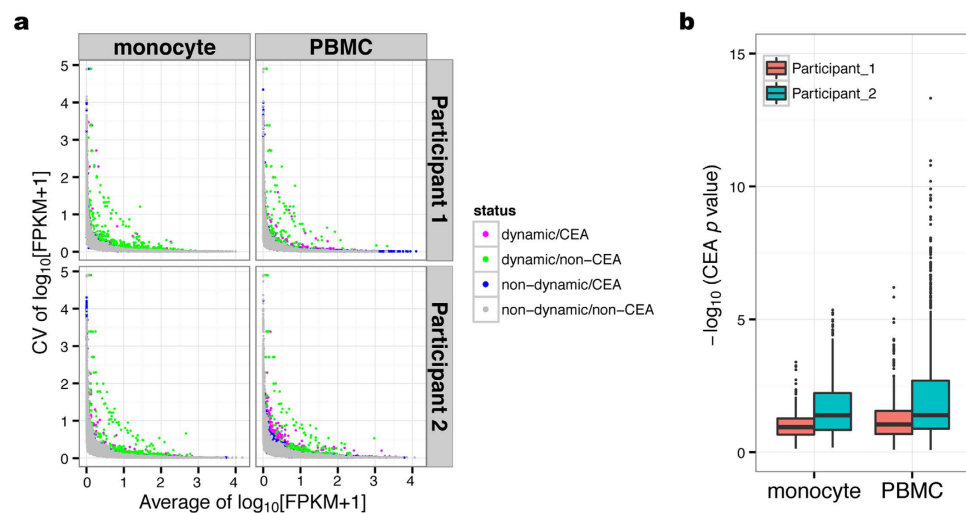 a
monocyte PBMC
5
4
3
2
1
0
Participant 1
5
4
3
2
1
0
Participant 2
CV of log10[FPKM+1]
0 1 2 3 4 0 1 2 3 4
Average of log10[FPKM+1]
status
dynamic/CEA
dynamic/non−CEA
non−dynamic/CEA
non−dynamic/non−CEA
b
15
10
5
0
−log10 (CEA p value)
Participant_1
Participant_2
monocyte PBMC